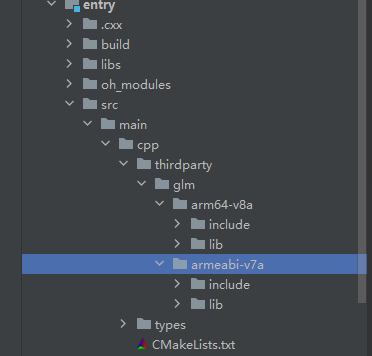 entry
.cxx
build
libs
oh_modules
src
main
cpp
thirdparty
glm
arm64-v8a
include
lib
armeabi-v7a
include
lib
types
CMakeLists.txt